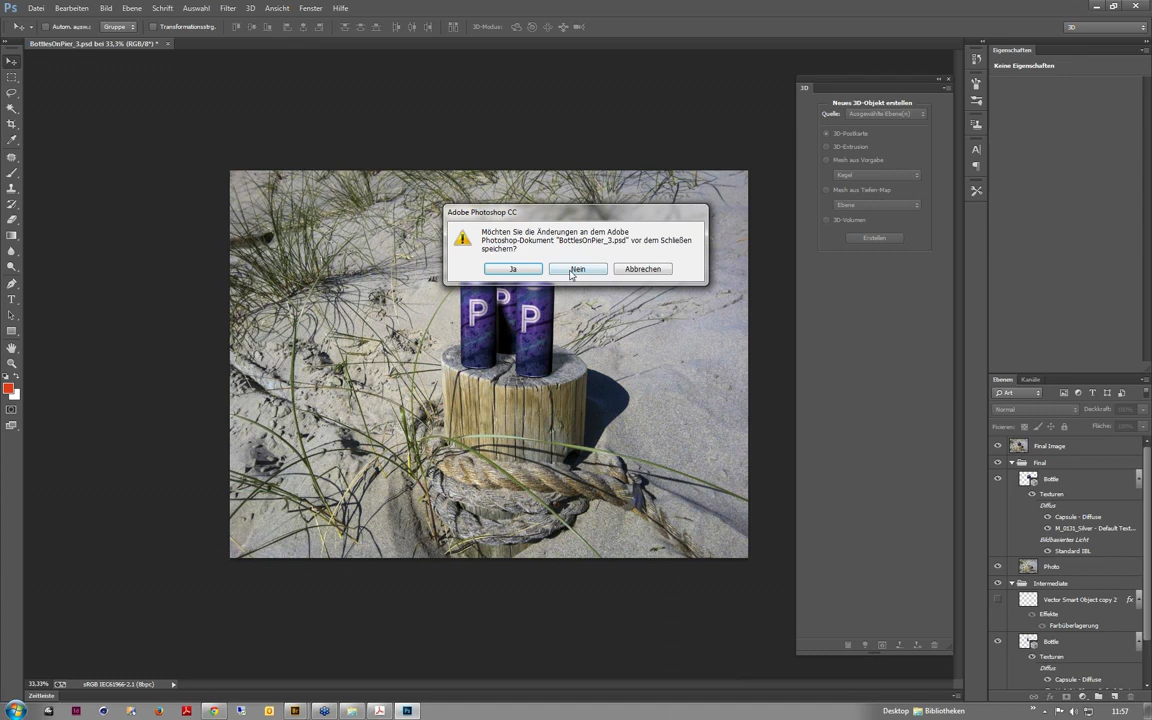 Ps Datei Bearbeiten Bild Ebene Schrift Auswahl Filter 3D Ansicht Fenster Hilfe
Autom. ausw.: Gruppe Transformationsstrg. 3D-Modus: 3D
BottlesOnPier_3.psd bei 33,3% (RGB/8*) * ×
Adobe Photoshop CC
Möchten Sie die Änderungen an dem Adobe
Photoshop-Dokument "BottlesOnPier_3.psd" vor dem Schließen
speichern?
Ja Nein Abbrechen
P P P
3D
Neues 3D-Objekt erstellen
Quelle: Ausgewählte Ebene(n)
3D-Postkarte
3D-Extrusion
Mesh aus Vorgabe
Kegel
Mesh aus Tiefen-Map
Ebene
3D-Volumen
Erstellen
Eigenschaften
Keine Eigenschaften
Ebenen Kanäle
Art
Normal Deckkraft: 100%
Fixieren: Fläche: 100%
Final Image
Final
Bottle
Texturen
Diffus
Capsule - Diffuse
M_0131_Silver - Default Text...
Bildbasiertes Licht
Standard IBL
Photo
Intermediate
Vector Smart Object copy 2 fx
Effekte
Farbüberlagerung
Bottle
Texturen
Diffus
Capsule - Diffuse
33,33% sRGB IEC61966-2.1 (8bpc)
Zeitleiste
Desktop Bibliotheken 11:57